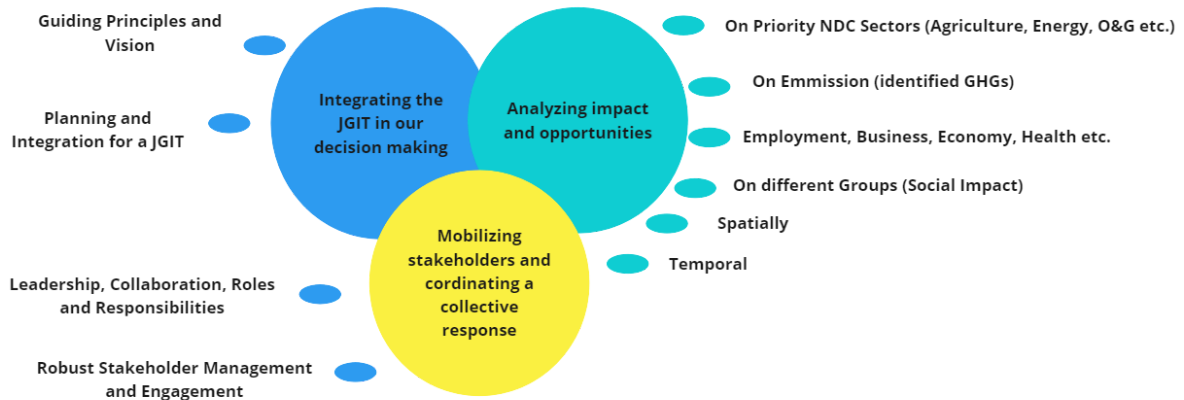 Guiding Principles and
Vision
Planning and
Integration for a JGIT
Integrating the
JGIT in our
decision making
Analyzing impact
and opportunities
On Priority NDC Sectors (Agriculture, Energy, O&G etc.)
On Emmission (identified GHGs)
Employment, Business, Economy, Health etc.
On different Groups (Social Impact)
Spatially
Temporal
Mobilizing
stakeholders and
cordinating a
collective
response
Leadership, Collaboration, Roles
and Responsibilities
Robust Stakeholder Management
and Engagement